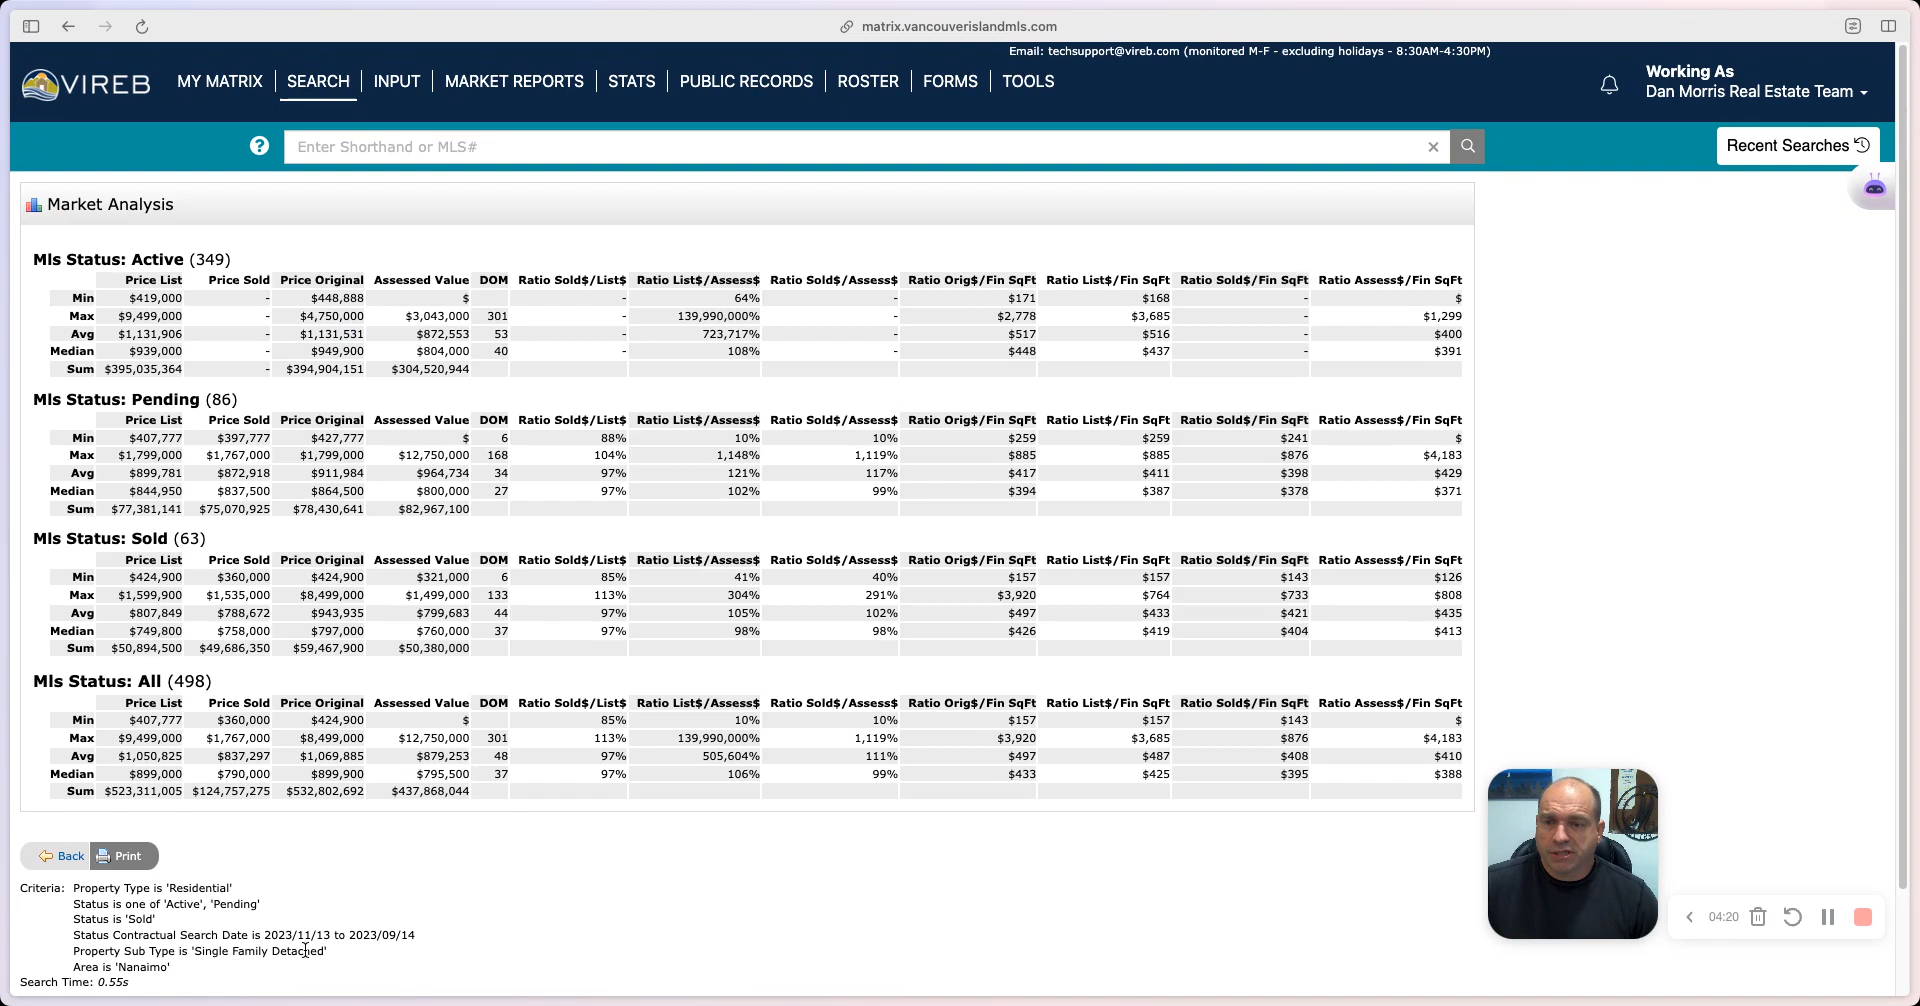 matrix.vancouverislandmls.com
Email: techsupport@vireb.com (monitored M-F - excluding holidays - 8:30AM-4:30PM)
VIREB MY MATRIX SEARCH INPUT MARKET REPORTS STATS PUBLIC RECORDS ROSTER FORMS TOOLS
Working As
Dan Morris Real Estate Team
? Enter Shorthand or MLS# Recent Searches
Market Analysis
Mls Status: Active (349)
Price List Price Sold Price Original Assessed Value DOM Ratio Sold$/List$ Ratio List$/Assess$ Ratio Sold$/Assess$ Ratio Orig$/Fin SqFt Ratio List$/Fin SqFt Ratio Sold$/Fin SqFt Ratio Assess$/Fin SqFt
Min $419,000 - $448,888 $ - 64% - $171 $168 - $
Max $9,499,000 - $4,750,000 $3,043,000 301 - 139,990,000% - $2,778 $3,685 - $1,299
Avg $1,131,906 - $1,131,531 $872,553 53 - 723,717% - $517 $516 - $400
Median $939,000 - $949,900 $804,000 40 - 108% - $448 $437 - $391
Sum $395,035,364 - $394,904,151 $304,520,944
Mls Status: Pending (86)
Price List Price Sold Price Original Assessed Value DOM Ratio Sold$/List$ Ratio List$/Assess$ Ratio Sold$/Assess$ Ratio Orig$/Fin SqFt Ratio List$/Fin SqFt Ratio Sold$/Fin SqFt Ratio Assess$/Fin SqFt
Min $407,777 $397,777 $427,777 $ 6 88% 10% 10% $259 $259 $241 $
Max $1,799,000 $1,767,000 $1,799,000 $12,750,000 168 104% 1,148% 1,119% $885 $885 $876 $4,183
Avg $899,781 $872,918 $911,984 $964,734 34 97% 121% 117% $417 $411 $398 $429
Median $844,950 $837,500 $864,500 $800,000 27 97% 102% 99% $394 $387 $378 $371
Sum $77,381,141 $75,070,925 $78,430,641 $82,967,100
Mls Status: Sold (63)
Price List Price Sold Price Original Assessed Value DOM Ratio Sold$/List$ Ratio List$/Assess$ Ratio Sold$/Assess$ Ratio Orig$/Fin SqFt Ratio List$/Fin SqFt Ratio Sold$/Fin SqFt Ratio Assess$/Fin SqFt
Min $424,900 $360,000 $424,900 $321,000 6 85% 41% 40% $157 $157 $143 $126
Max $1,599,900 $1,535,000 $8,499,000 $1,499,000 133 113% 304% 291% $3,920 $764 $733 $808
Avg $807,849 $788,672 $943,935 $799,683 44 97% 105% 102% $497 $433 $421 $435
Median $749,800 $758,000 $797,000 $760,000 37 97% 98% 98% $426 $419 $404 $413
Sum $50,894,500 $49,686,350 $59,467,900 $50,380,000
Mls Status: All (498)
Price List Price Sold Price Original Assessed Value DOM Ratio Sold$/List$ Ratio List$/Assess$ Ratio Sold$/Assess$ Ratio Orig$/Fin SqFt Ratio List$/Fin SqFt Ratio Sold$/Fin SqFt Ratio Assess$/Fin SqFt
Min $407,777 $360,000 $424,900 $ 85% 10% 10% $157 $157 $143 $
Max $9,499,000 $1,767,000 $8,499,000 $12,750,000 301 113% 139,990,000% 1,119% $3,920 $3,685 $876 $4,183
Avg $1,050,825 $837,297 $1,069,885 $879,253 48 97% 505,604% 111% $497 $487 $408 $410
Median $899,000 $790,000 $899,900 $795,500 37 97% 106% 99% $433 $425 $395 $388
Sum $523,311,005 $124,757,275 $532,802,692 $437,868,044
Back Print
Criteria: Property Type is 'Residential'
Status is one of 'Active', 'Pending'
Status is 'Sold'
Status Contractual Search Date is 2023/11/13 to 2023/09/14
Property Sub Type is 'Single Family Detached'
Area is 'Nanaimo'
Search Time: 0.55s
04:20